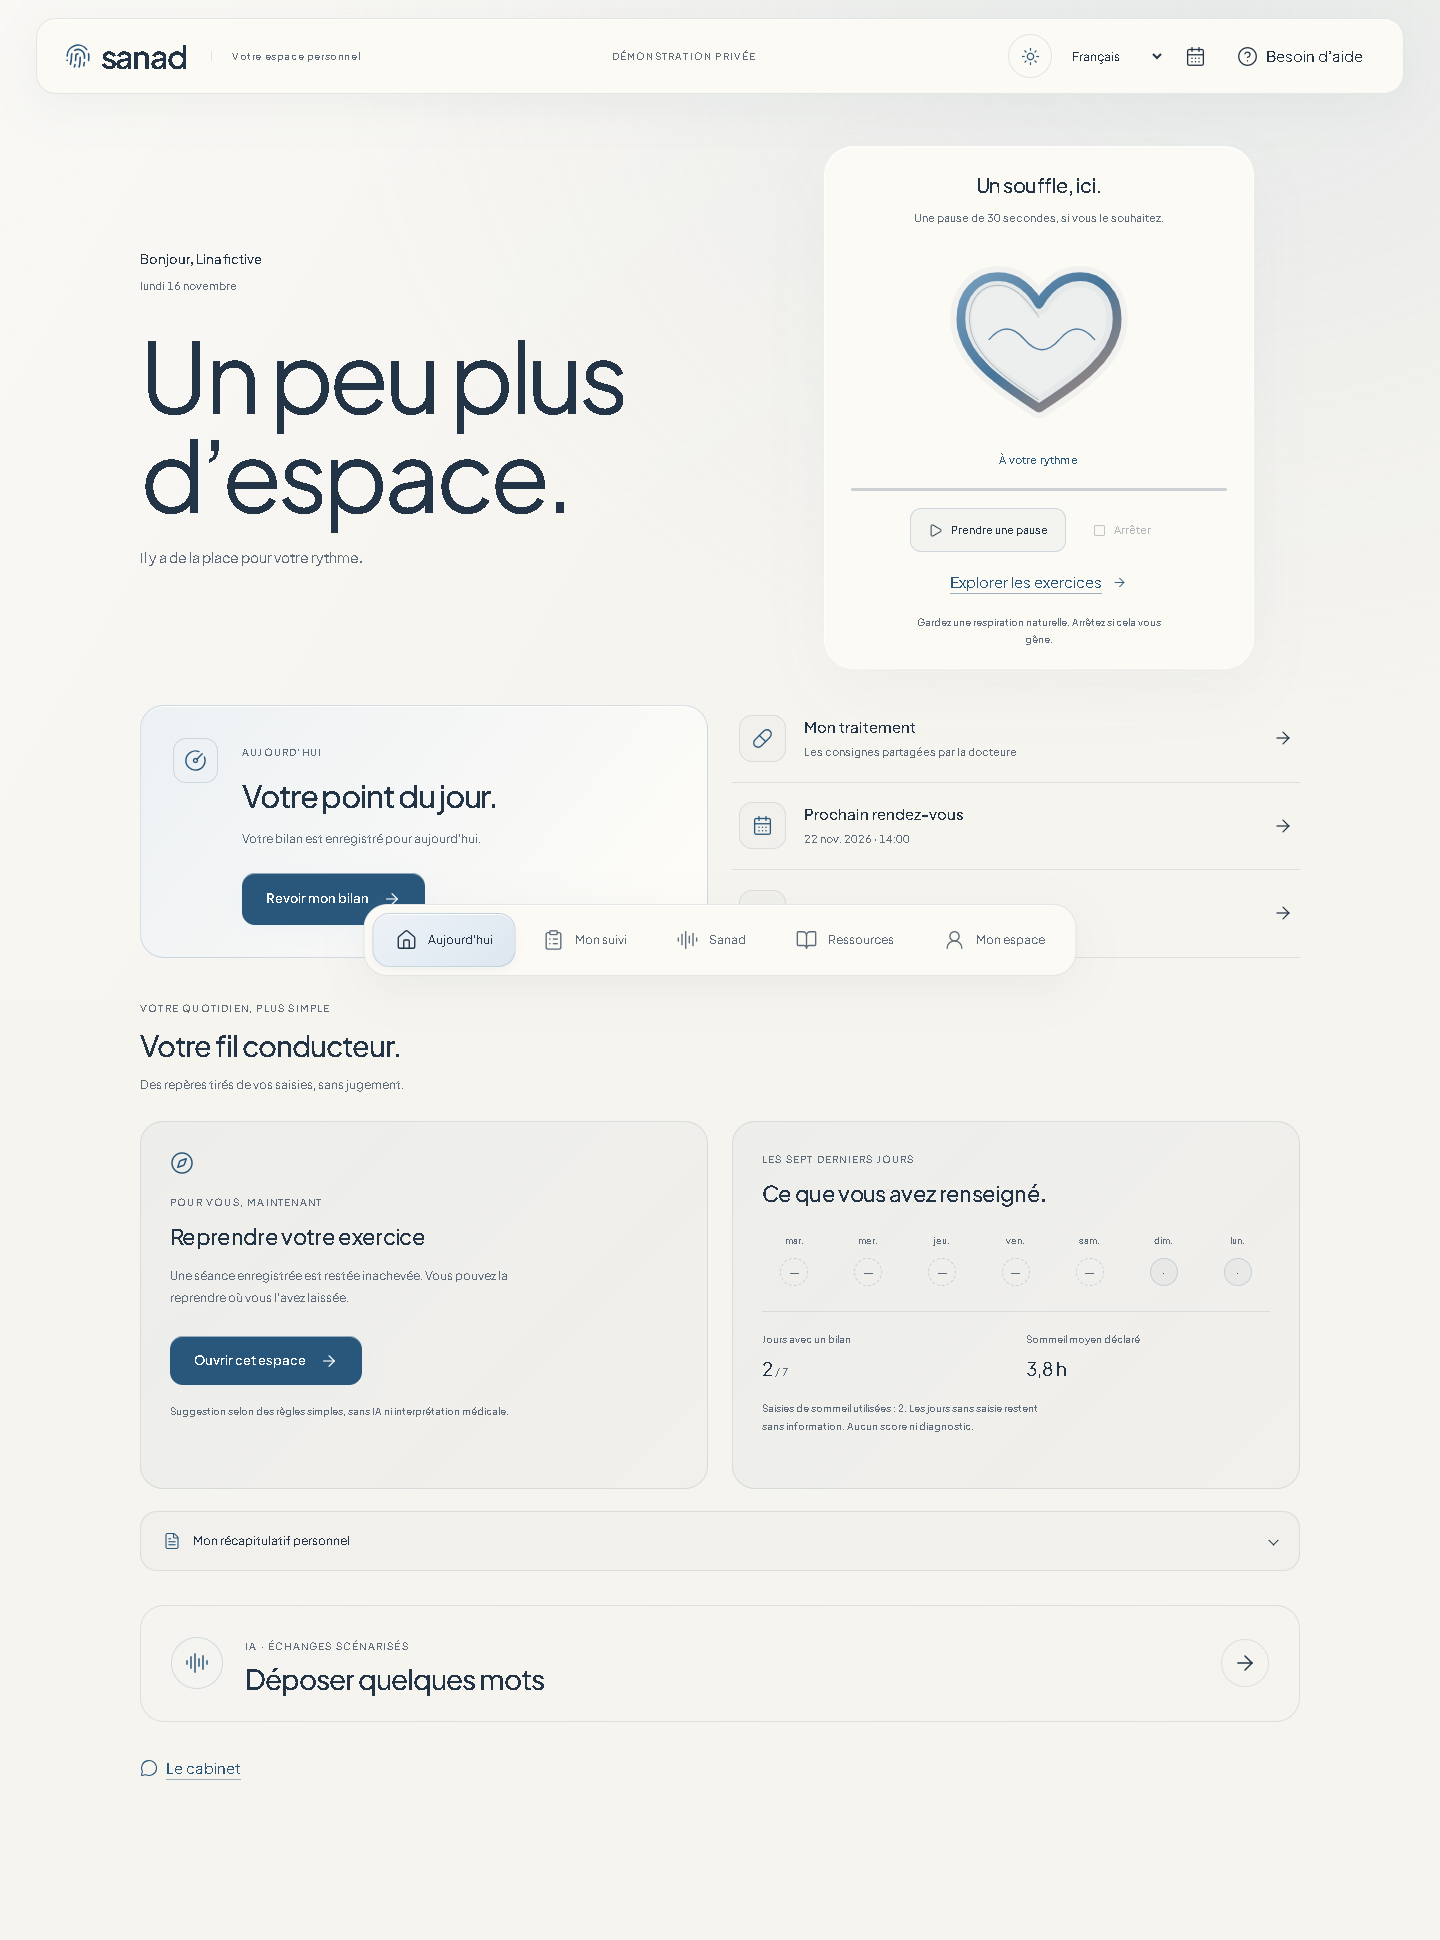 sanad
Votre espace personnel
DÉMONSTRATION PRIVÉE
Français
Besoin d’aide
Bonjour, Lina fictive
lundi 16 novembre
Un peu plus
d’espace.
Il y a de la place pour votre rythme.
Un souffle, ici.
Une pause de 30 secondes, si vous le souhaitez.
À votre rythme
Prendre une pause
Arrêter
Explorer les exercices
Gardez une respiration naturelle. Arrêtez si cela vous
gêne.
AUJOURD'HUI
Votre point du jour.
Votre bilan est enregistré pour aujourd'hui.
Revoir mon bilan
Mon traitement
Les consignes partagées par la docteure
Prochain rendez-vous
22 nov. 2026 · 14:00
Aujourd'hui
Mon suivi
Sanad
Ressources
Mon espace
VOTRE QUOTIDIEN, PLUS SIMPLE
Votre fil conducteur.
Des repères tirés de vos saisies, sans jugement.
POUR VOUS, MAINTENANT
Reprendre votre exercice
Une séance enregistrée est restée inachevée. Vous pouvez la
reprendre où vous l'avez laissée.
Ouvrir cet espace
Suggestion selon des règles simples, sans IA ni interprétation médicale.
LES SEPT DERNIERS JOURS
Ce que vous avez renseigné.
mar. mer. jeu. ven. sam. dim. lun.
— — — — — · ·
Jours avec un bilan
2 / 7
Sommeil moyen déclaré
3,8 h
Saisies de sommeil utilisées : 2. Les jours sans saisie restent
sans information. Aucun score ni diagnostic.
Mon récapitulatif personnel
IA · ÉCHANGES SCÉNARISÉS
Déposer quelques mots
Le cabinet